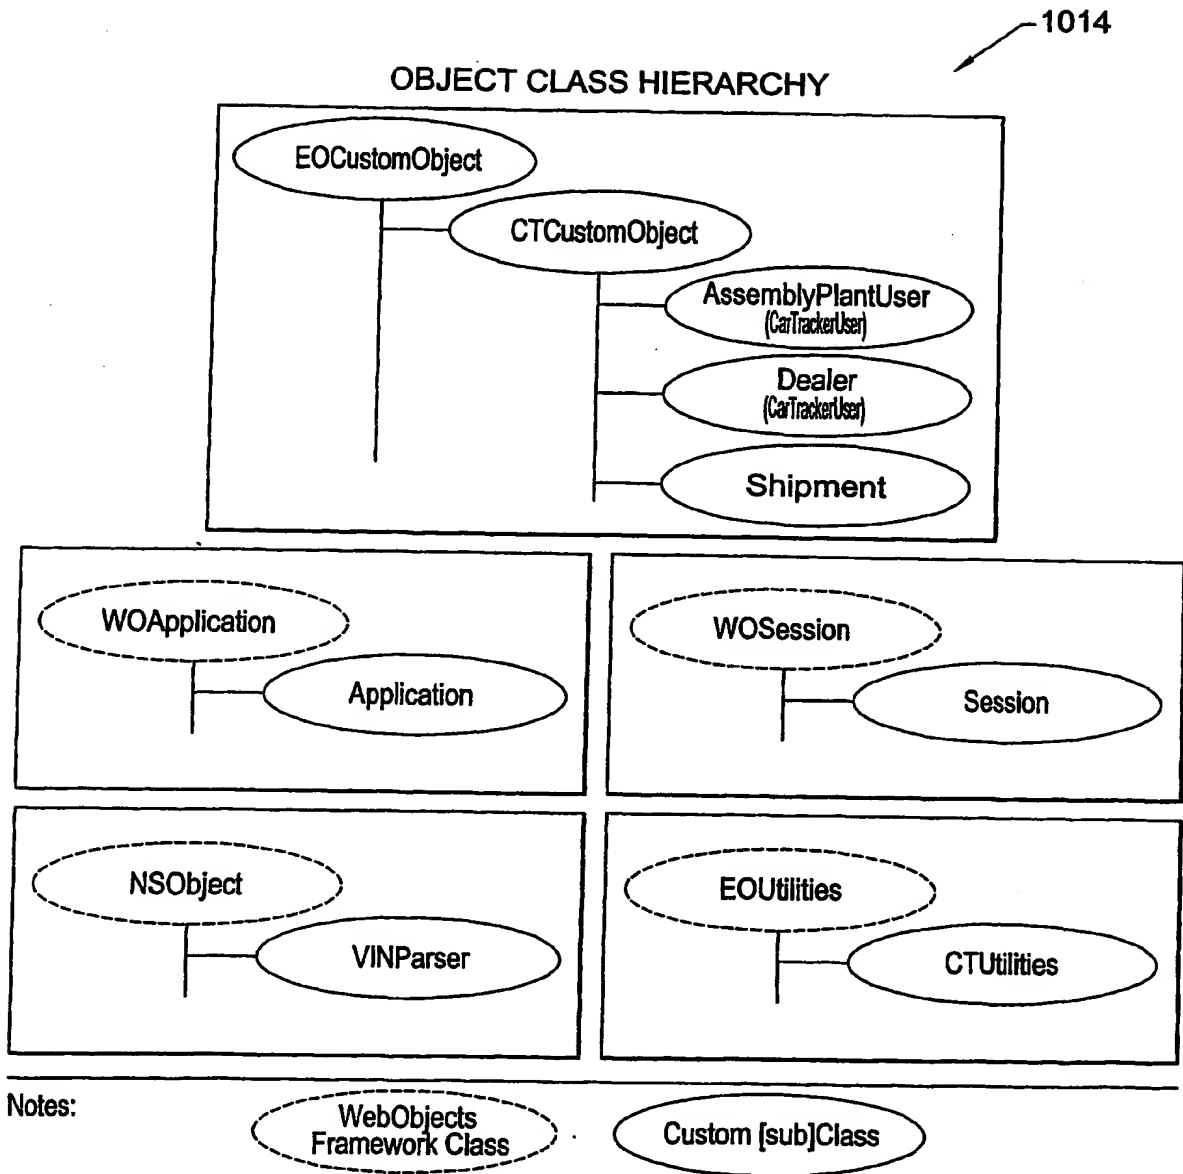 1014
OBJECT CLASS HIERARCHY
EOCustomObject
CTCustomObject
AssemblyPlantUser
(CarTrackerUser)
Dealer
(CarTrackerUser)
Shipment
WOApplication
Application
WOSession
Session
NSObject
VINParser
EOUtilities
CTUtilities
Notes:
WebObjects
Framework Class
Custom [sub]Class